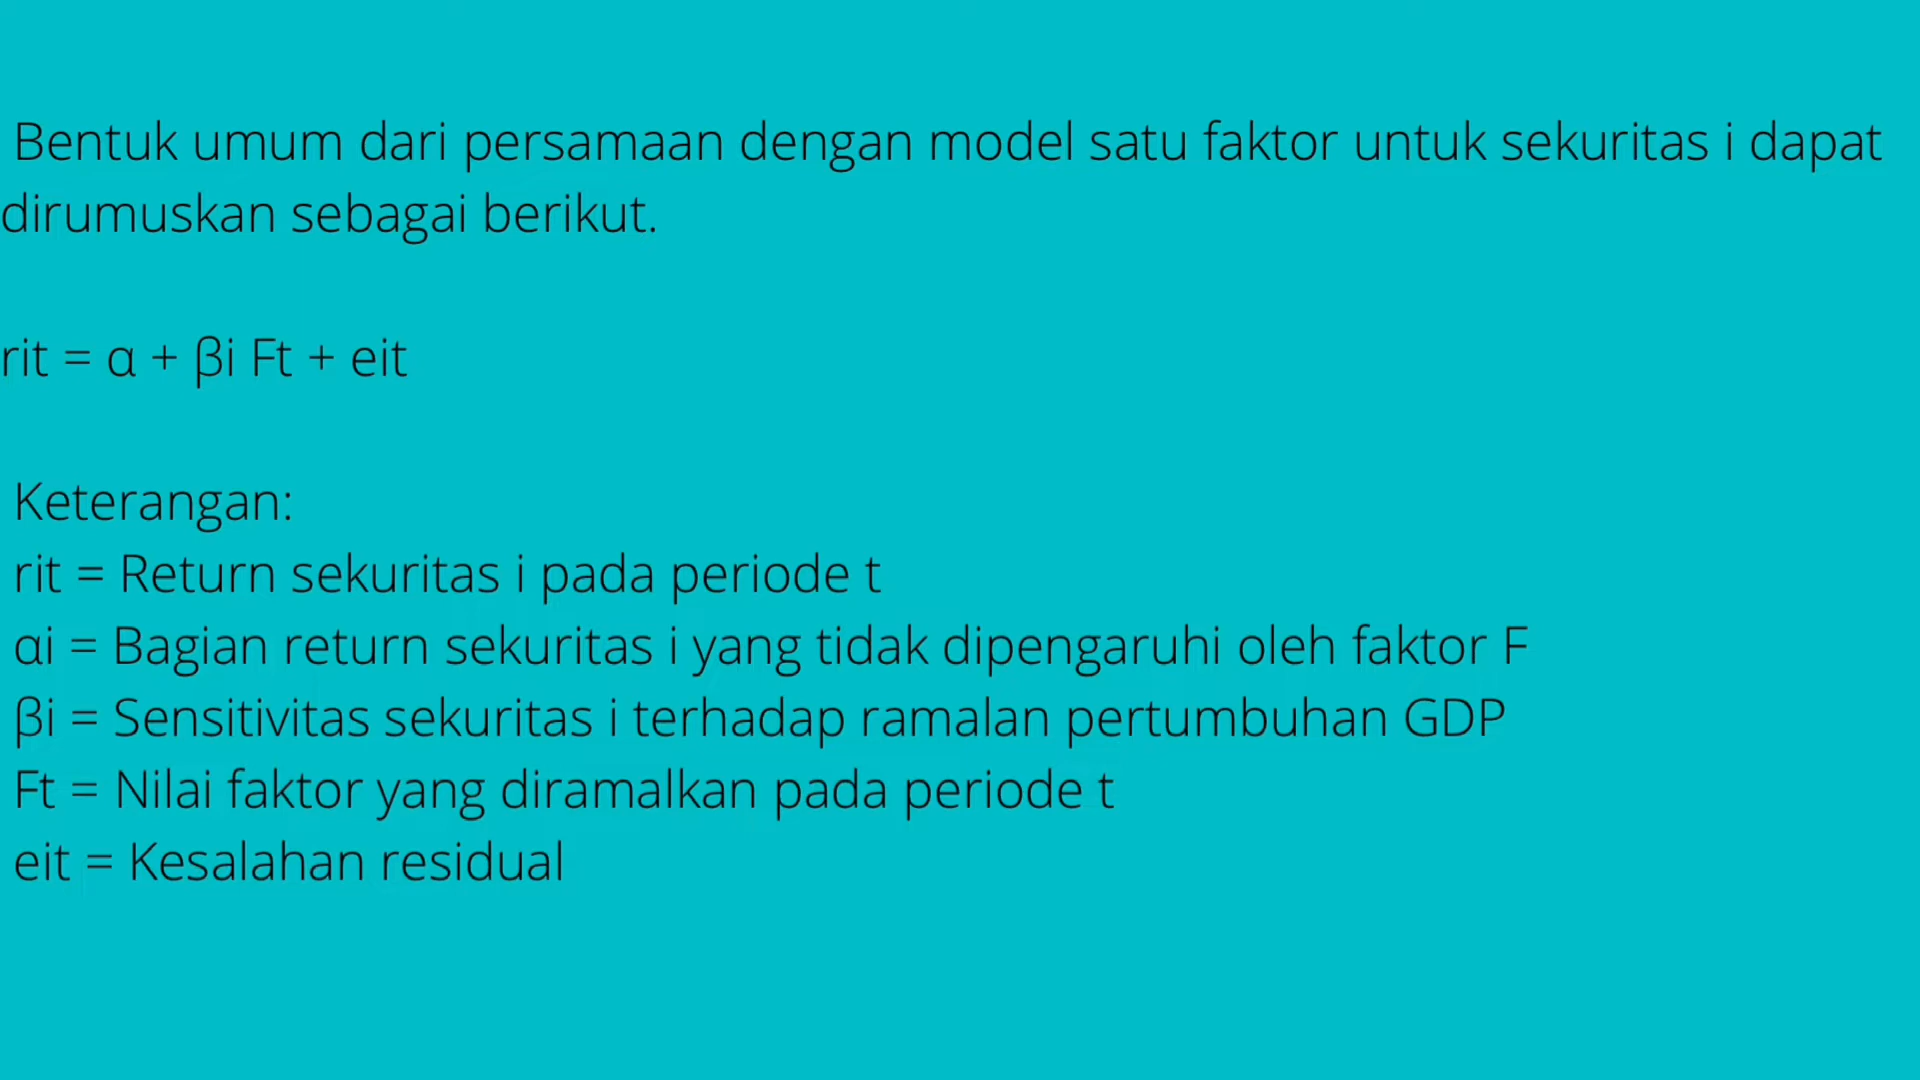 Bentuk umum dari persamaan dengan model satu faktor untuk sekuritas i dapat
dirumuskan sebagai berikut.
rit = α + βi Ft + eit
Keterangan:
rit = Return sekuritas i pada periode t
αi = Bagian return sekuritas i yang tidak dipengaruhi oleh faktor F
βi = Sensitivitas sekuritas i terhadap ramalan pertumbuhan GDP
Ft = Nilai faktor yang diramalkan pada periode t
eit = Kesalahan residual